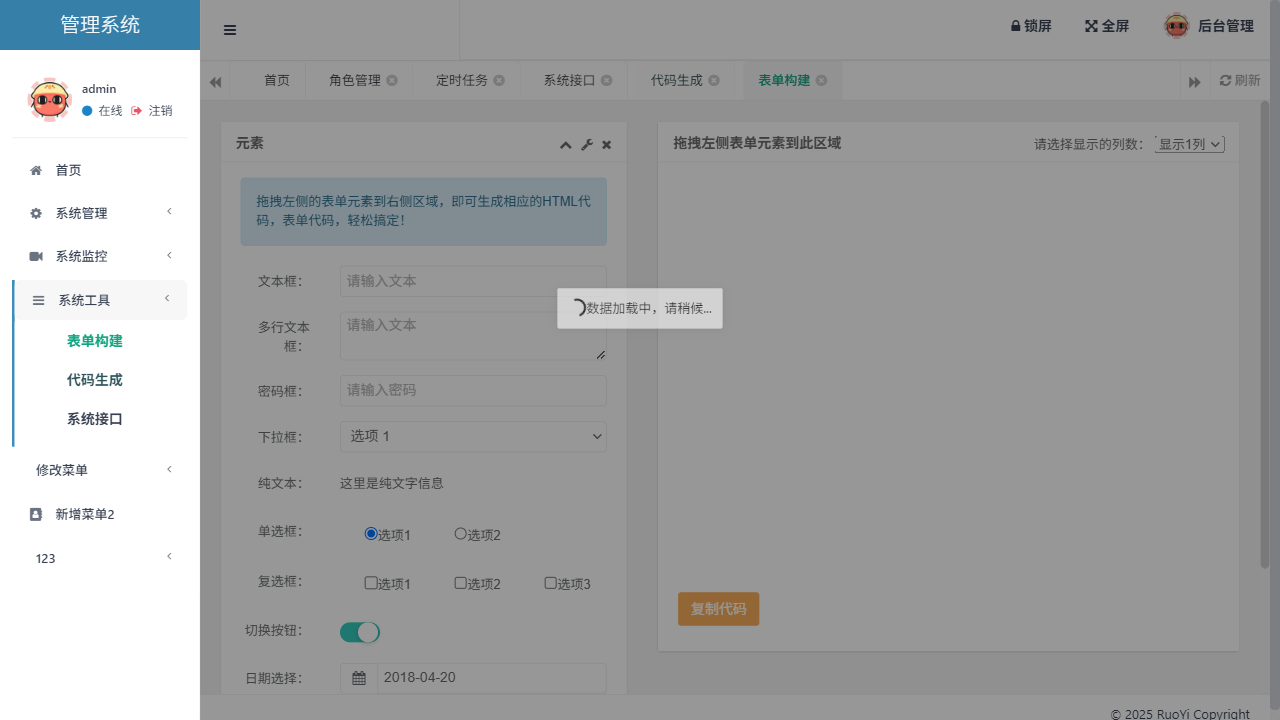 管理系统
admin
在线 注销
首页
系统管理
系统监控
系统工具
表单构建
代码生成
系统接口
修改菜单
新增菜单2
123
锁屏 全屏 后台管理
首页 角色管理 定时任务 系统接口 代码生成 表单构建 刷新
元素
拖拽左侧的表单元素到右侧区域，即可生成相应的HTML代
码，表单代码，轻松搞定！
文本框： 请输入文本
多行文本
框：
请输入文本
密码框： 请输入密码
下拉框： 选项 1
纯文本： 这里是纯文字信息
单选框： 选项1 选项2
复选框： 选项1 选项2 选项3
切换按钮：
日期选择： 2018-04-20
拖拽左侧表单元素到此区域 请选择显示的列数： 显示1列
数据加载中，请稍候...
复制代码
© 2025 RuoYi Copyright